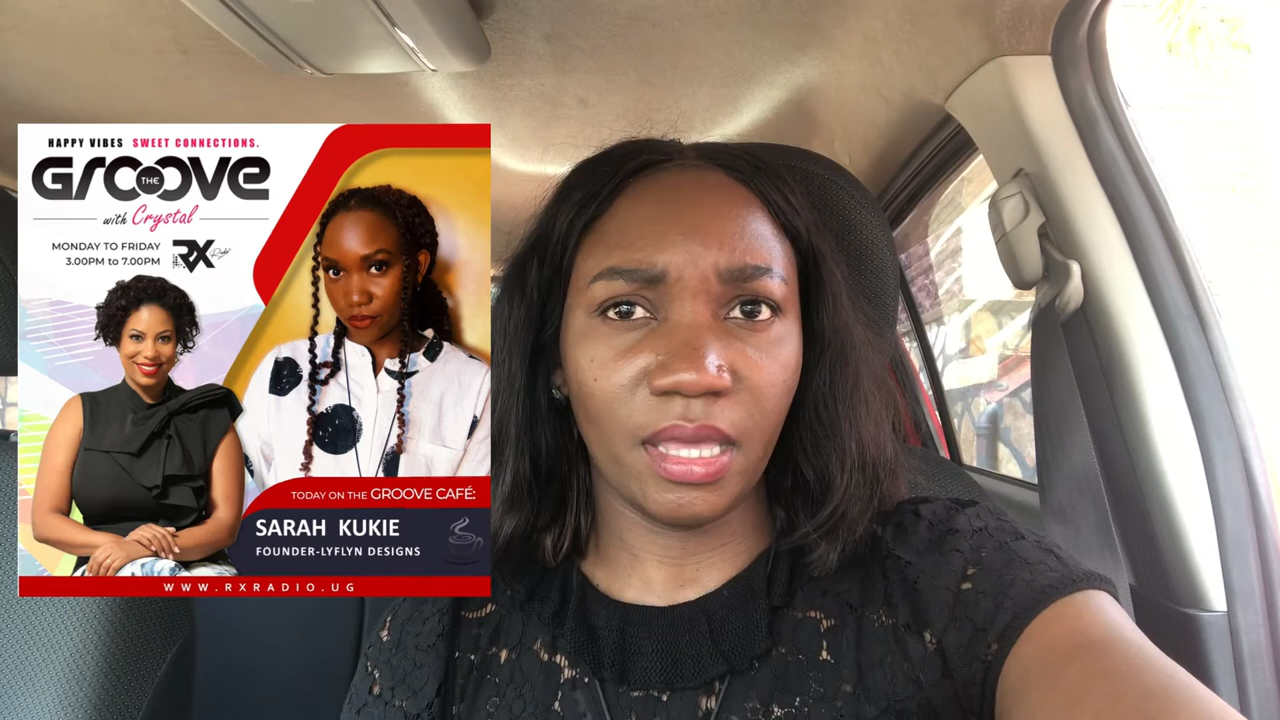 HAPPY VIBES SWEET CONNECTIONS.
GROOVE
THE
with Crystal
MONDAY TO FRIDAY
3.00PM to 7.00PM
RX Radio
TODAY ON THE GROOVE CAFÉ:
SARAH KUKIE
FOUNDER-LYFLYN DESIGNS
WWW.RXRADIO.UG